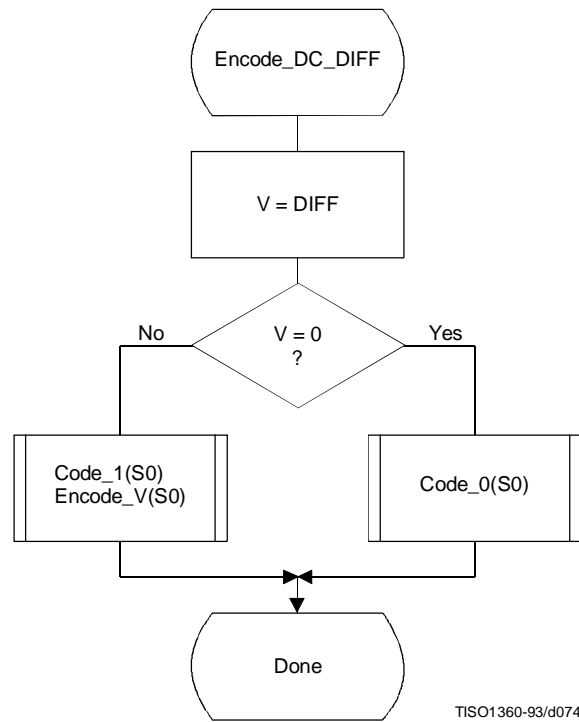 Encode_DC_DIFF
V = DIFF
No
V = 0
?
Yes
Code_1(S0)
Encode_V(S0)
Code_0(S0)
Done
TISO1360-93/d074